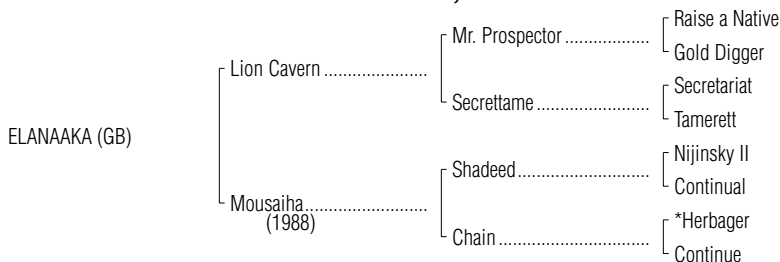 Raise a Native
Mr. Prospector ..................
Gold Digger
Lion Cavern ......................
Secretariat
Secrettame ........................
Tamerett
ELANAAKA (GB)
Nijinsky II
Shadeed............................
Continual
Mousaiha..........................
(1988)
*Herbager
Chain .................................
Continue